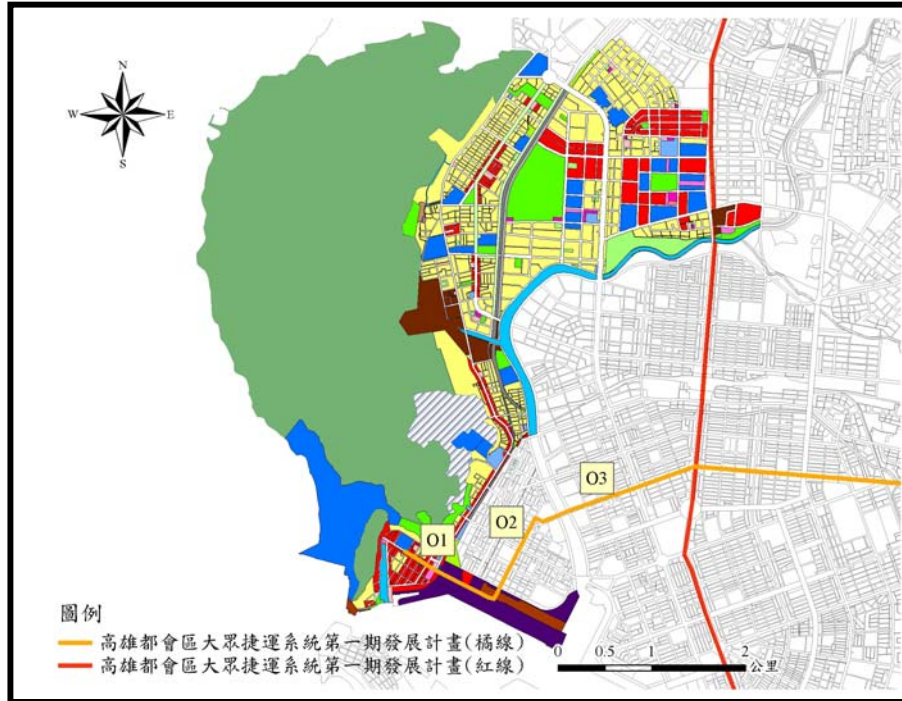 N
W E
S
O3
O2
O1
圖例
高雄都會區大眾捷運系統第一期發展計畫(橘線)
高雄都會區大眾捷運系統第一期發展計畫(紅線)
0 0.5 1 2
公里